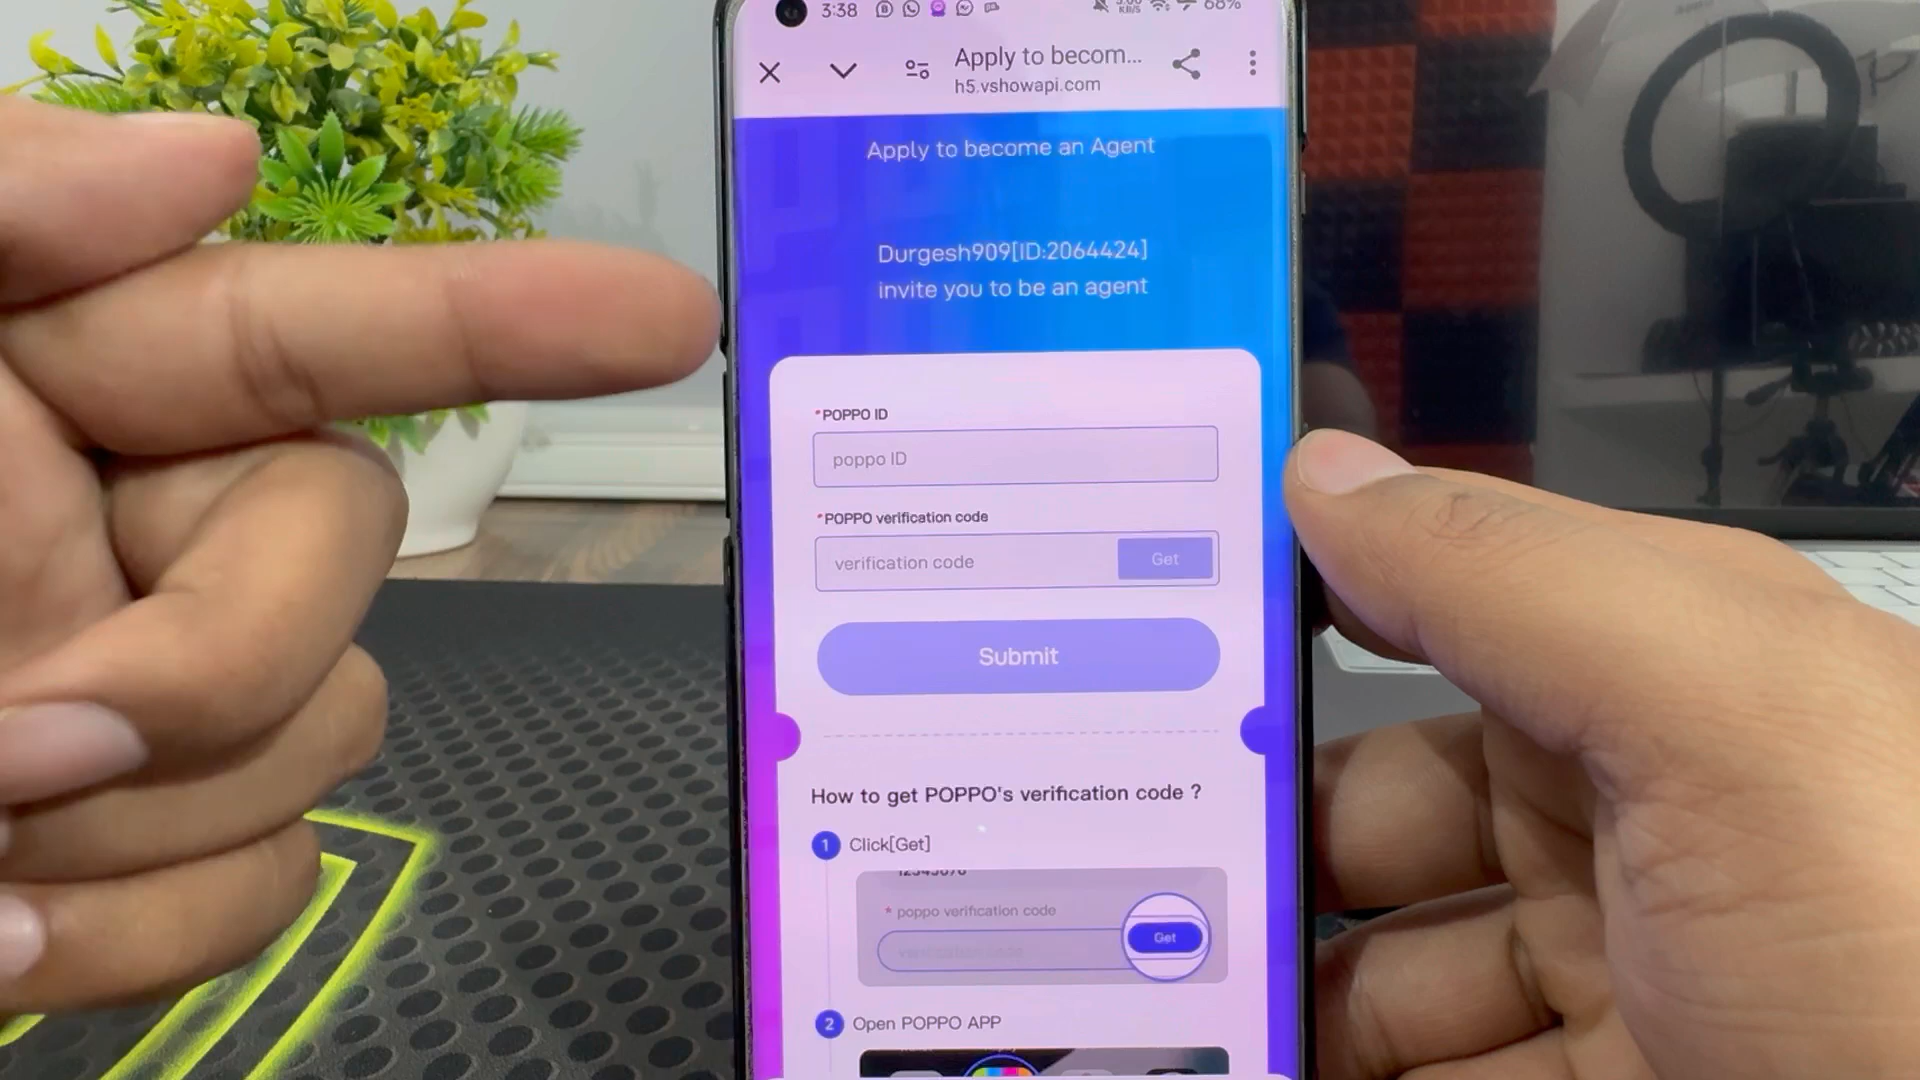 3:38
68%
Apply to becom...
h5.vshowapi.com
Apply to become an Agent
Durgesh909[ID:2064424]
invite you to be an agent
*POPPO ID
poppo ID
*POPPO verification code
verification code
Get
Submit
How to get POPPO's verification code ?
1 Click[Get]
12345678
* poppo verification code
Get
2 Open POPPO APP